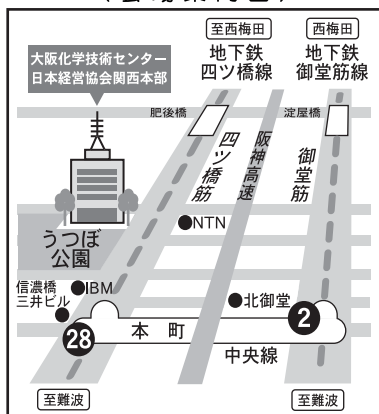 至西梅田
西梅田
地下鉄
四ツ橋線
地下鉄
御堂筋線
大阪化学技術センター
日本経営協会関西本部
肥後橋
淀屋橋
四ツ橋筋
阪神高速
御堂筋
NTN
うつぼ
公園
信濃橋
三井ビル
IBM
北御堂
2
28
本町
中央線
至難波
至難波